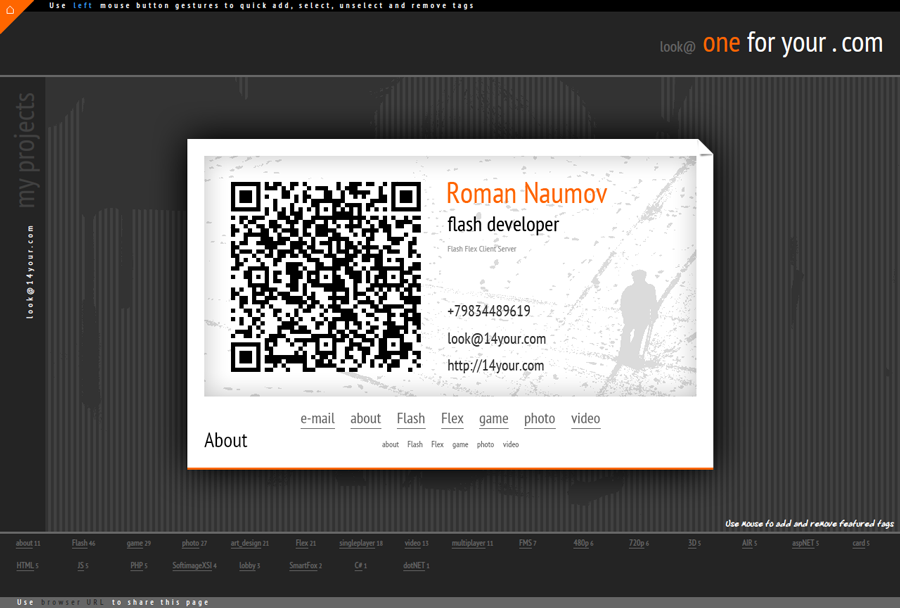 Use left mouse button gestures to quick add, select, unselect and remove tags
look@ one for your . com
my projects
look@14your.com
Roman Naumov
flash developer
Flash Flex Client Server
+79834489619
look@14your.com
http://14your.com
e-mail about Flash Flex game photo video
About
about Flash Flex game photo video
Use mouse to add and remove featured tags
about 11 Flash 46 game 29 photo 27 art_design 21 Flex 21 singleplayer 18 video 13 multiplayer 11 FMS 7 480p 6 720p 6 3D 5 AIR 5 aspNET 5 card 5
HTML 5 JS 5 PHP 5 SoftimageXSI 4 lobby 3 SmartFox 2 C# 1 dotNET 1
Use browser URL to share this page